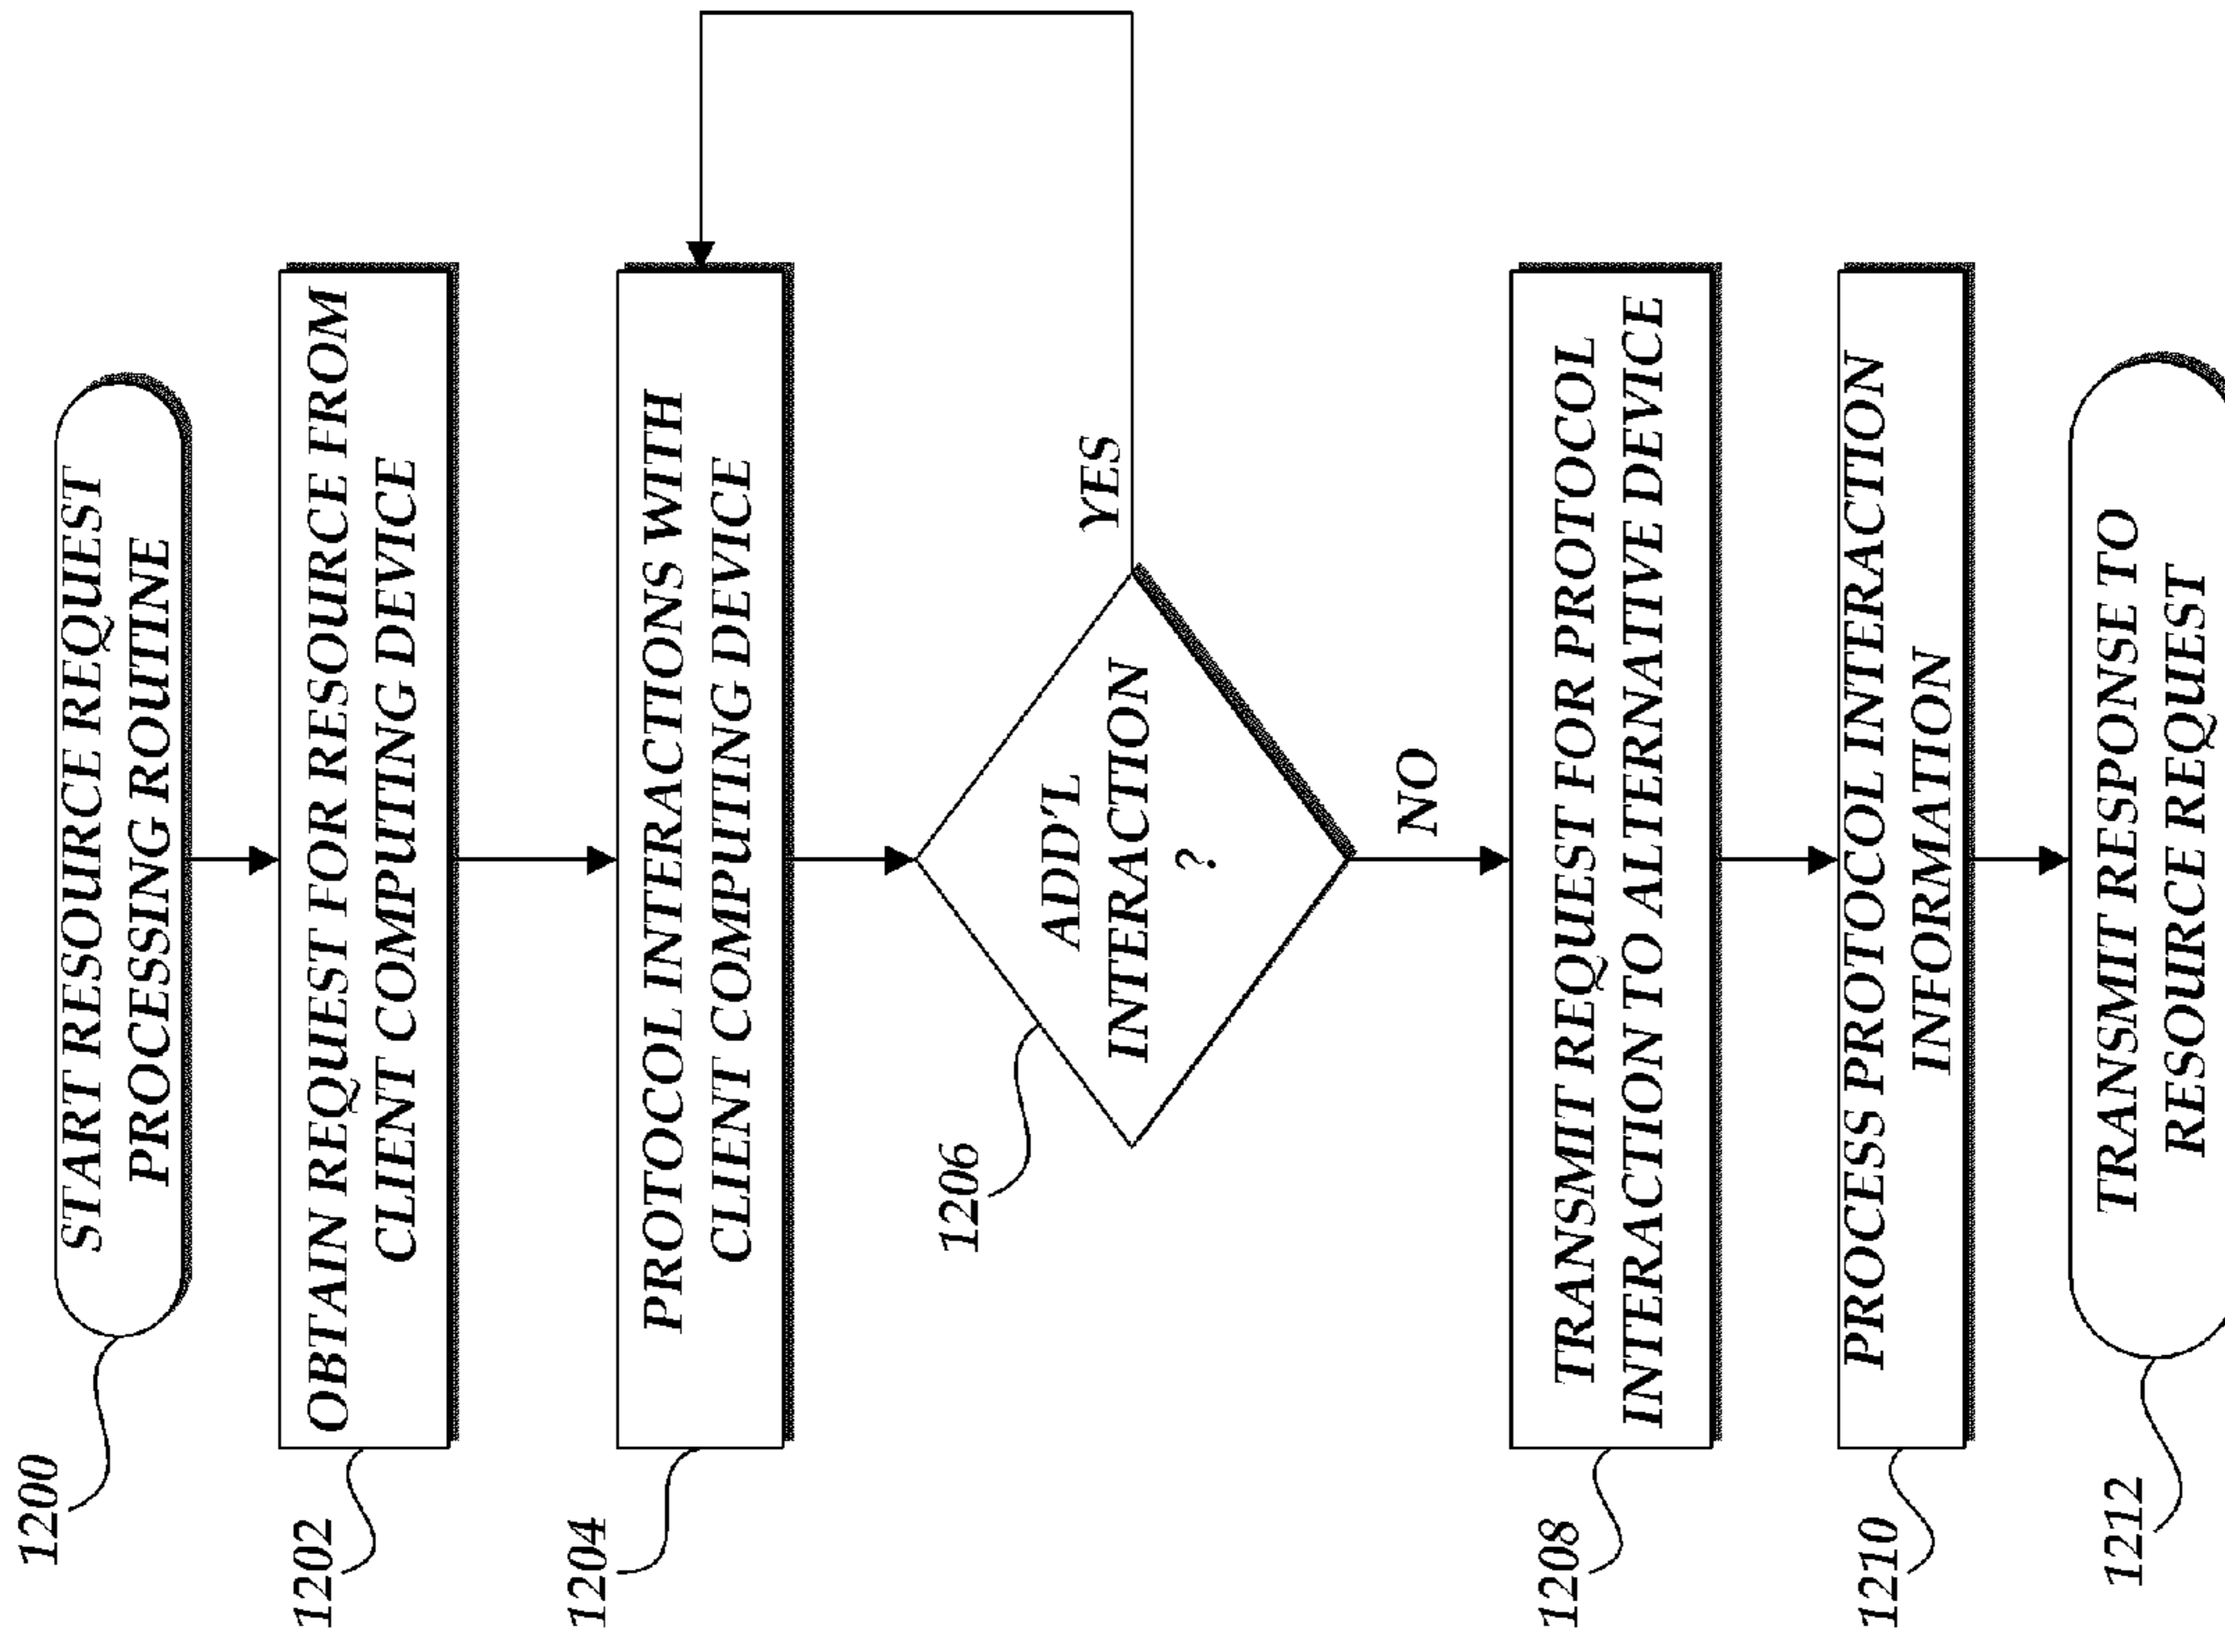 1200
START RESOURCE REQUEST
PROCESSING ROUTINE
1202
OBTAIN REQUEST FOR RESOURCE FROM
CLIENT COMPUTING DEVICE
1204
PROTOCOL INTERACTIONS WITH
CLIENT COMPUTING DEVICE
1206
ADD'L
INTERACTION
?
YES
NO
1208
TRANSMIT REQUEST FOR PROTOCOL
INTERACTION TO ALTERNATIVE DEVICE
1210
PROCESS PROTOCOL INTERACTION
INFORMATION
1212
TRANSMIT RESPONSE TO
RESOURCE REQUEST